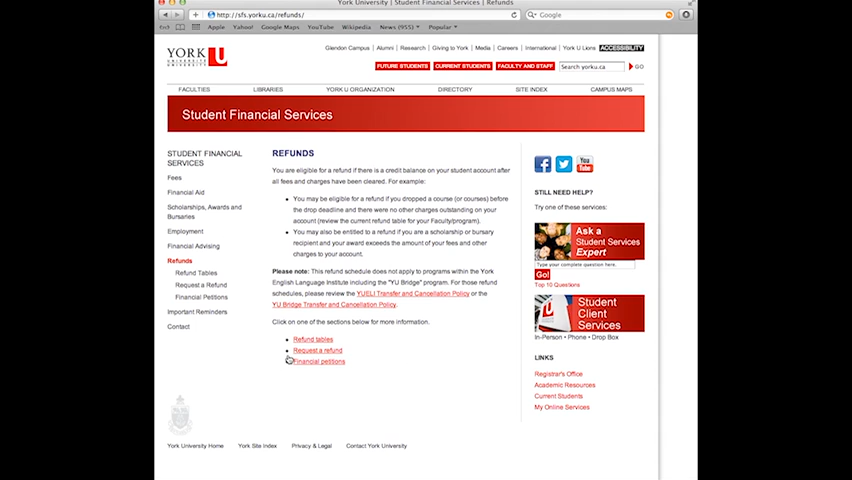 York University | Student Financial Services | Refunds
http://sfs.yorku.ca/refunds/
Google
Apple Yahoo! Google Maps YouTube Wikipedia News (955) Popular
Glendon Campus | Alumni | Research | Giving to York | Media | Careers | International | York U Lions ACCESSIBILITY
YORK U
UNIVERSITY
FUTURE STUDENTS CURRENT STUDENTS FACULTY AND STAFF Search yorku.ca GO
FACULTIES LIBRARIES YORK U ORGANIZATION DIRECTORY SITE INDEX CAMPUS MAPS
Student Financial Services
STUDENT FINANCIAL
SERVICES
Fees
Financial Aid
Scholarships, Awards and
Bursaries
Employment
Financial Advising
Refunds
Refund Tables
Request a Refund
Financial Petitions
Important Reminders
Contact
REFUNDS
You are eligible for a refund if there is a credit balance on your student account after
all fees and charges have been cleared. For example:
You may be eligible for a refund if you dropped a course (or courses) before
the drop deadline and there were no other charges outstanding on your
account (review the current refund table for your Faculty/program).
You may also be entitled to a refund if you are a scholarship or bursary
recipient and your award exceeds the amount of your fees and other
charges to your account.
Please note: This refund schedule does not apply to programs within the York
English Language Institute including the "YU Bridge" program. For those refund
schedules, please review the YUELI Transfer and Cancellation Policy or the
YU Bridge Transfer and Cancellation Policy.
Click on one of the sections below for more information.
Refund tables
Request a refund
Financial petitions
You
Tube
STILL NEED HELP?
Try one of these services:
Ask a
Student Services
Expert
Type your complete question here.
Go!
Top 10 Questions
Student
Client
Services
In-Person • Phone • Drop Box
LINKS
Registrar's Office
Academic Resources
Current Students
My Online Services
York University Home York Site Index Privacy & Legal Contact York University